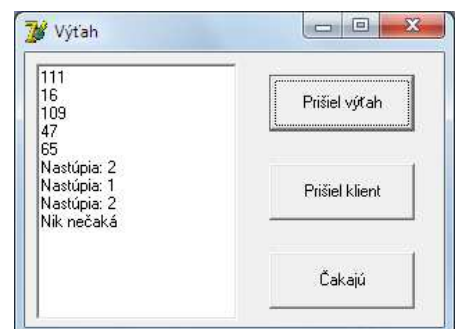 Výťah
111
16
109
47
65
Nastúpia: 2
Nastúpia: 1
Nastúpia: 2
Nik nečaká
Prišiel výťah
Prišiel klient
Čakajú